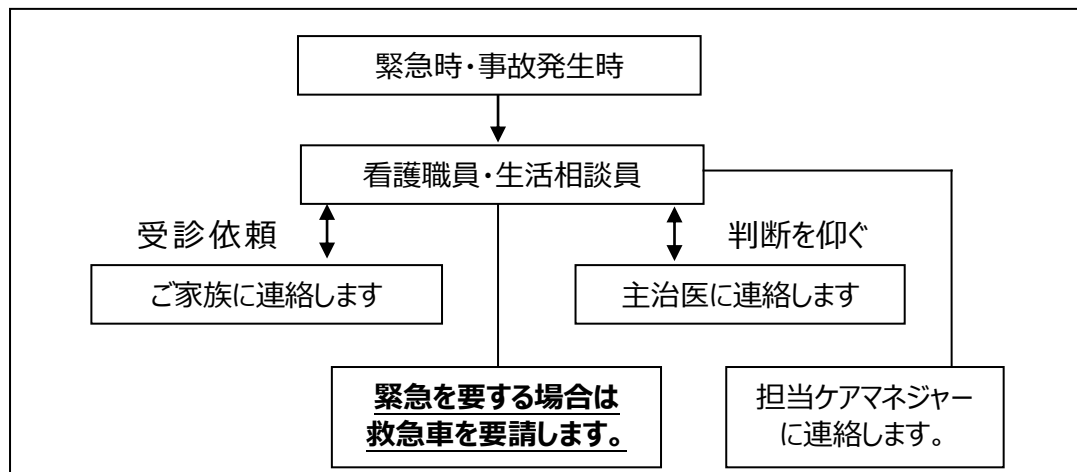 緊急時・事故発生時
看護職員・生活相談員
受診依頼
判断を仰ぐ
ご家族に連絡します
主治医に連絡します
緊急を要する場合は
救急車を要請します。
担当ケアマネジャー
に連絡します。